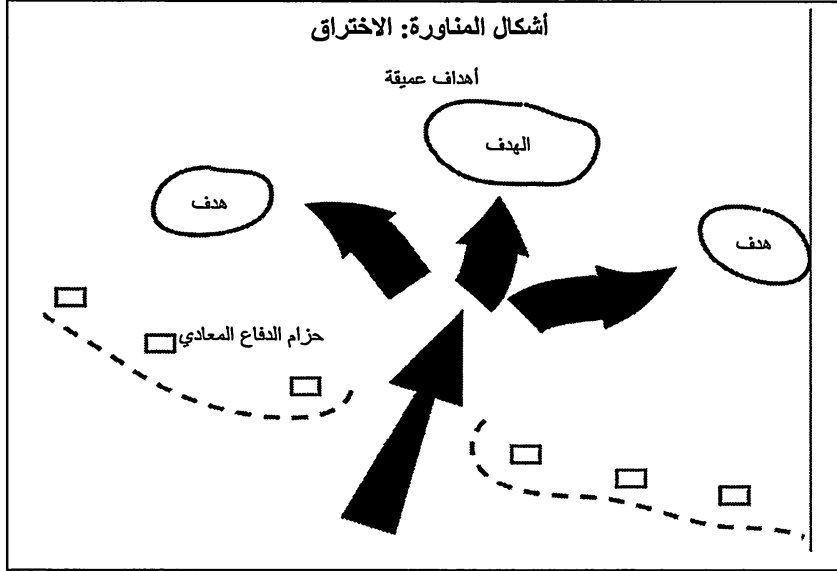 أشكال المناورة: الاختراق
أهداف عميقة
الهدف
هدف
هدف
حزام الدفاع المعادي